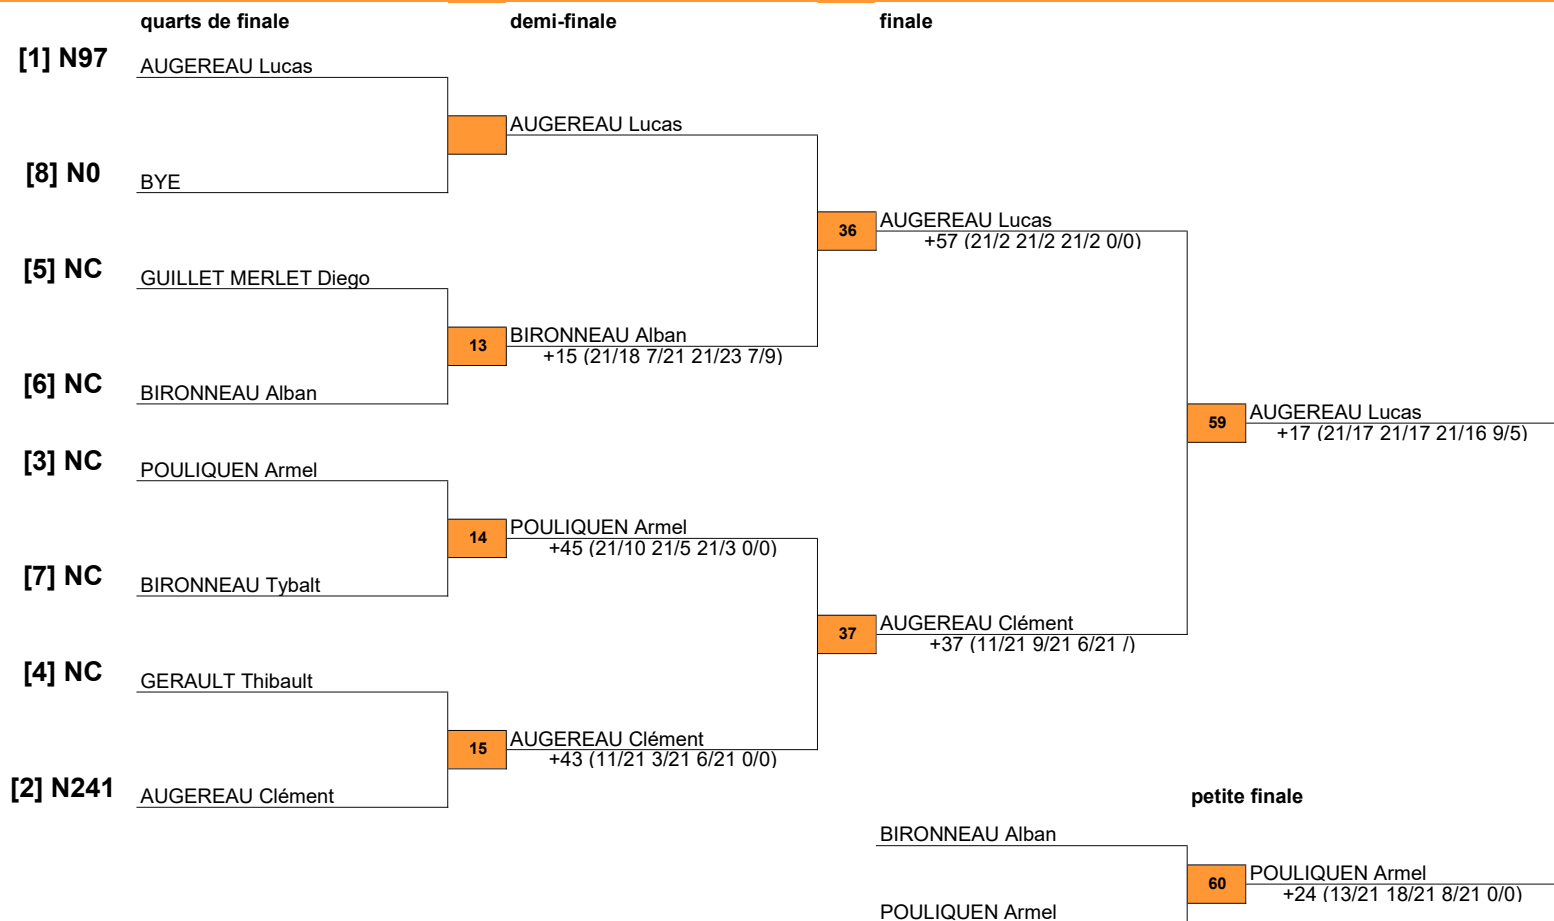 quarts de finale demi-finale finale
[1] N97 AUGEREAU Lucas
AUGEREAU Lucas
[8] N0 BYE
AUGEREAU Lucas
36 +57 (21/2 21/2 21/2 0/0)
[5] NC GUILLET MERLET Diego
BIRONNEAU Alban
13 +15 (21/18 7/21 21/23 7/9)
[6] NC BIRONNEAU Alban
AUGEREAU Lucas
59 +17 (21/17 21/17 21/16 9/5)
[3] NC POULIQUEN Armel
POULIQUEN Armel
14 +45 (21/10 21/5 21/3 0/0)
[7] NC BIRONNEAU Tybalt
AUGEREAU Clément
37 +37 (11/21 9/21 6/21 /)
[4] NC GERAULT Thibault
AUGEREAU Clément
15 +43 (11/21 3/21 6/21 0/0)
[2] N241 AUGEREAU Clément
petite finale
BIRONNEAU Alban
POULIQUEN Armel
60 +24 (13/21 18/21 8/21 0/0)
POULIQUEN Armel